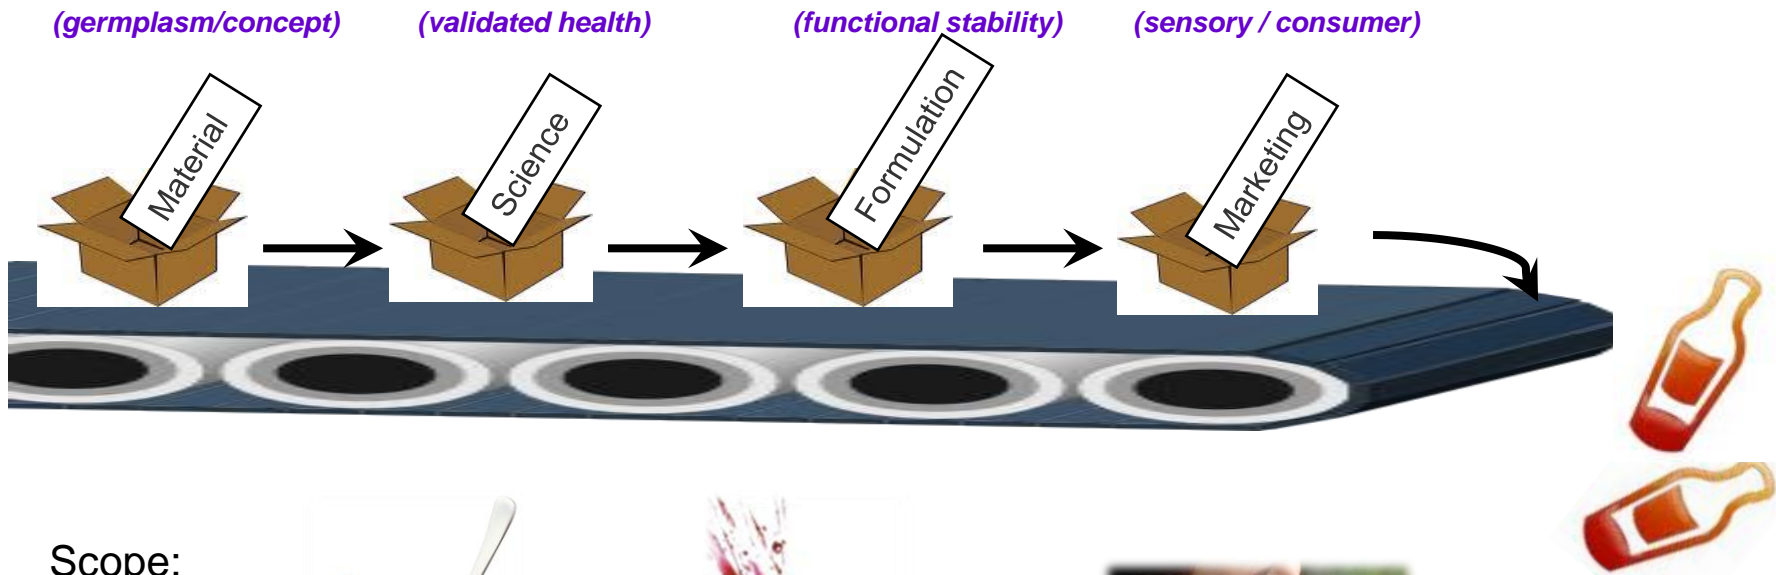 (germplasm/concept) (validated health) (functional stability) (sensory / consumer)
Material Science Formulation Marketing
Scope: